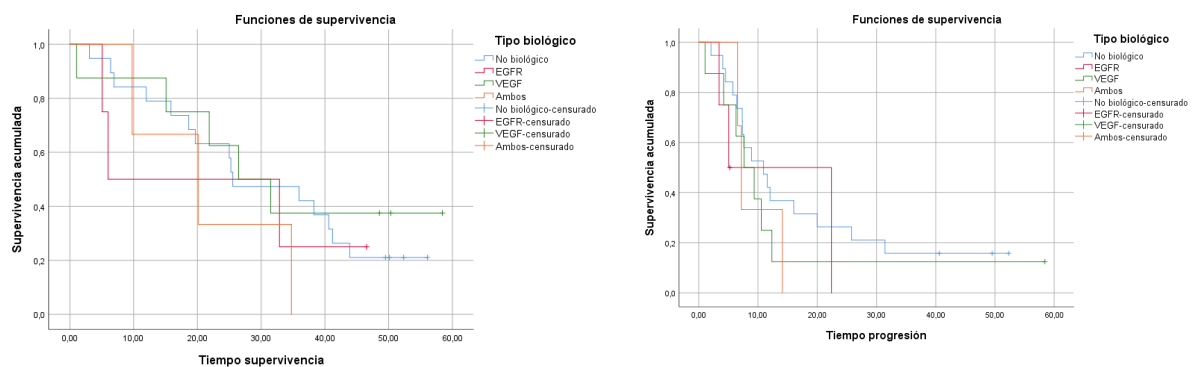 Funciones de supervivencia
Tipo biológico
No biológico
EGFR
VEGF
Ambos
No biológico-censurado
EGFR-censurado
VEGF-censurado
Ambos-censurado
Supervivencia acumulada
1,0
0,8
0,6
0,4
0,2
0,0
0,00 10,00 20,00 30,00 40,00 50,00 60,00
Tiempo supervivencia
Funciones de supervivencia
Tipo biológico
No biológico
EGFR
VEGF
Ambos
No biológico-censurado
EGFR-censurado
VEGF-censurado
Ambos-censurado
Supervivencia acumulada
1,0
0,8
0,6
0,4
0,2
0,0
0,00 10,00 20,00 30,00 40,00 50,00 60,00
Tiempo progresión